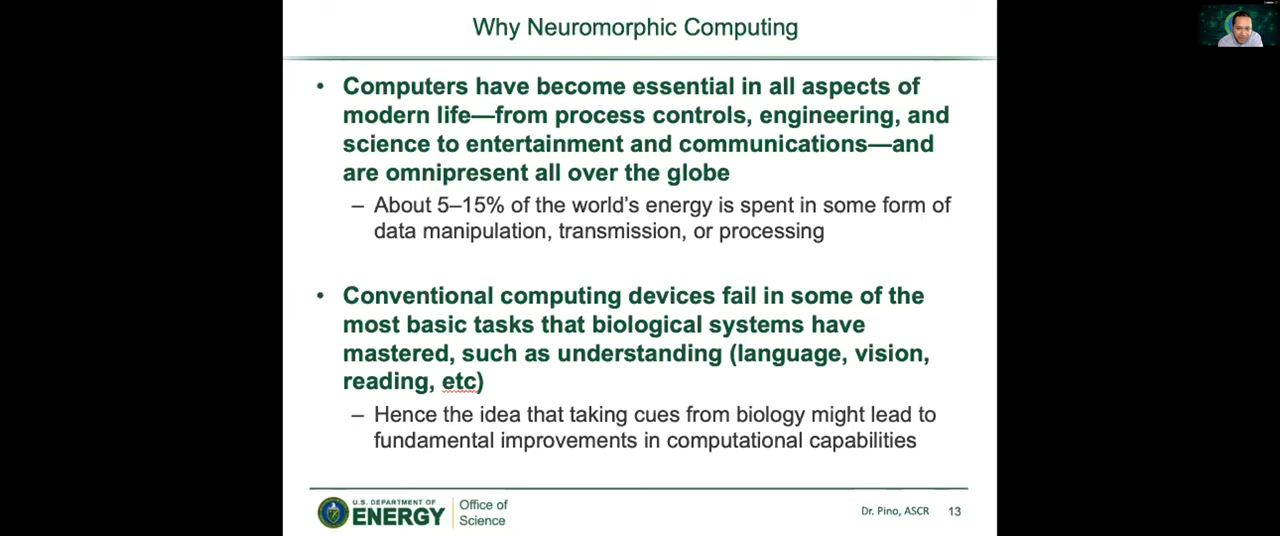 Why Neuromorphic Computing
• Computers have become essential in all aspects of
modern life—from process controls, engineering, and
science to entertainment and communications—and
are omnipresent all over the globe
– About 5–15% of the world's energy is spent in some form of
data manipulation, transmission, or processing
• Conventional computing devices fail in some of the
most basic tasks that biological systems have
mastered, such as understanding (language, vision,
reading, etc)
– Hence the idea that taking cues from biology might lead to
fundamental improvements in computational capabilities
U.S. DEPARTMENT OF
ENERGY
Office of
Science
Dr. Pino, ASCR 13